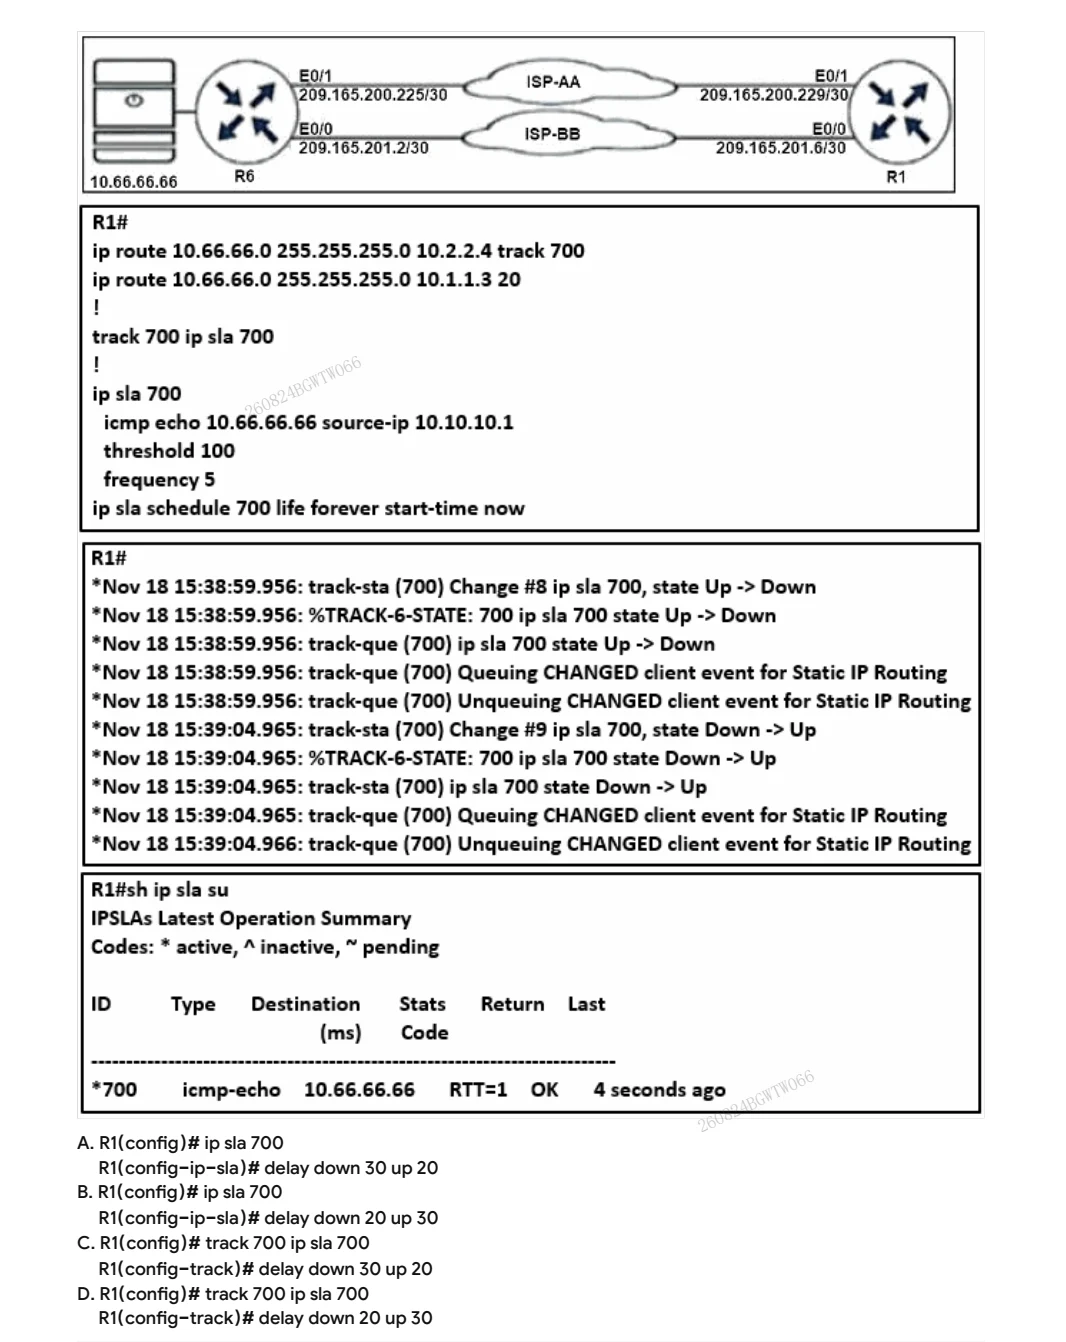 E0/1
209.165.200.225/30
ISP-AA
E0/1
209.165.200.229/30
E0/0
209.165.201.2/30
ISP-BB
E0/0
209.165.201.6/30
10.66.66.66
R6
R1
R1#
ip route 10.66.66.0 255.255.255.0 10.2.2.4 track 700
ip route 10.66.66.0 255.255.255.0 10.1.1.3 20
!
track 700 ip sla 700
!
ip sla 700
icmp echo 10.66.66.66 source-ip 10.10.10.1
threshold 100
frequency 5
ip sla schedule 700 life forever start-time now
260824BGWTW066
R1#
*Nov 18 15:38:59.956: track-sta (700) Change #8 ip sla 700, state Up -> Down
*Nov 18 15:38:59.956: %TRACK-6-STATE: 700 ip sla 700 state Up -> Down
*Nov 18 15:38:59.956: track-que (700) ip sla 700 state Up -> Down
*Nov 18 15:38:59.956: track-que (700) Queuing CHANGED client event for Static IP Routing
*Nov 18 15:38:59.956: track-que (700) Unqueuing CHANGED client event for Static IP Routing
*Nov 18 15:39:04.965: track-sta (700) Change #9 ip sla 700, state Down -> Up
*Nov 18 15:39:04.965: %TRACK-6-STATE: 700 ip sla 700 state Down -> Up
*Nov 18 15:39:04.965: track-sta (700) ip sla 700 state Down -> Up
*Nov 18 15:39:04.965: track-que (700) Queuing CHANGED client event for Static IP Routing
*Nov 18 15:39:04.966: track-que (700) Unqueuing CHANGED client event for Static IP Routing
R1#sh ip sla su
IPSLAs Latest Operation Summary
Codes: * active, ^ inactive, ~ pending
ID Type Destination Stats Return Last
(ms) Code
--------------------------------------------------------------------------
*700 icmp-echo 10.66.66.66 RTT=1 OK 4 seconds ago
260824BGWTW066
A. R1(config)# ip sla 700
R1(config-ip-sla)# delay down 30 up 20
B. R1(config)# ip sla 700
R1(config-ip-sla)# delay down 20 up 30
C. R1(config)# track 700 ip sla 700
R1(config-track)# delay down 30 up 20
D. R1(config)# track 700 ip sla 700
R1(config-track)# delay down 20 up 30